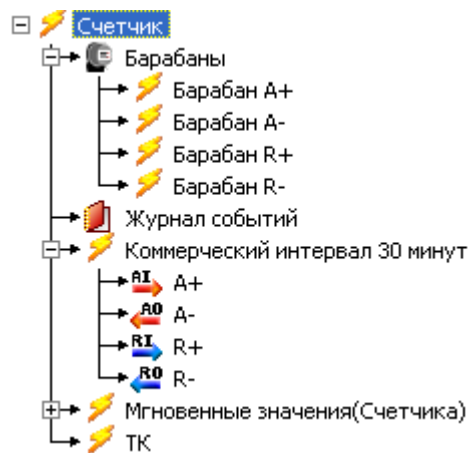 Счетчик
Барабаны
Барабан A+
Барабан A-
Барабан R+
Барабан R-
Журнал событий
Коммерческий интервал 30 минут
AI A+
AO A-
RI R+
RO R-
Мгновенные значения(Счетчика)
ТК